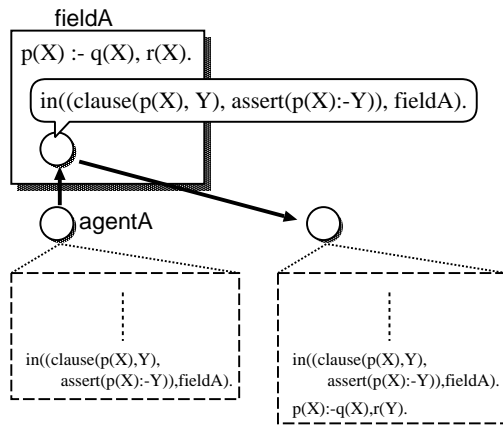 fieldA
p(X) :- q(X), r(X).
in((clause(p(X), Y), assert(p(X):-Y)), fieldA).
agentA
in((clause(p(X),Y),
assert(p(X):-Y)),fieldA).
in((clause(p(X),Y),
assert(p(X):-Y)),fieldA).
p(X):-q(X),r(Y).